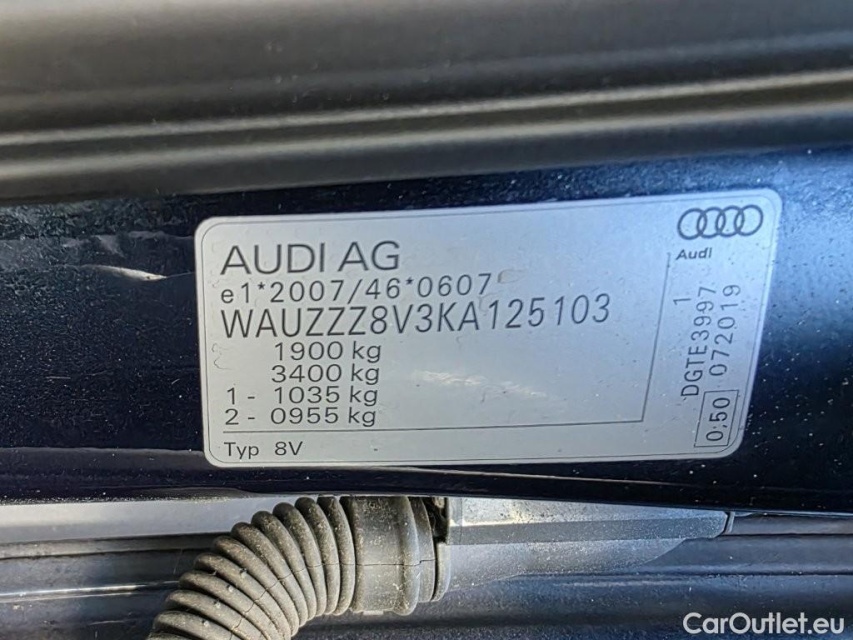 AUDI AG
e1*2007/46*0607
WAUZZZ8V3KA125103
1900 kg
3400 kg
1 - 1035 kg
2 - 0955 kg
Typ 8V
Audi
DGTE3997 1
0,50 072019
CarOutlet.eu